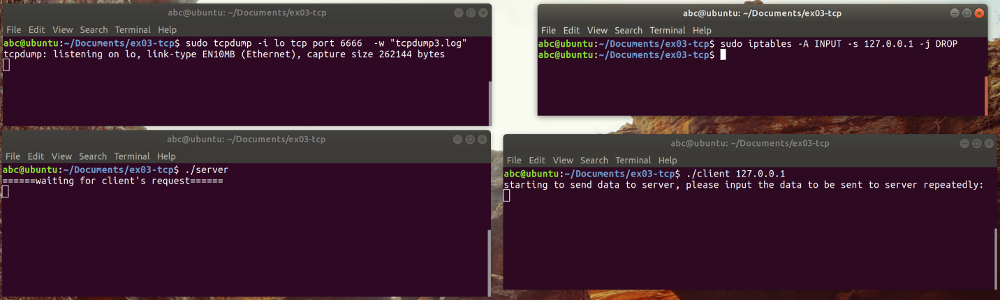 abc@ubuntu: ~/Documents/ex03-tcp
File Edit View Search Terminal Help
abc@ubuntu:~/Documents/ex03-tcp$ sudo tcpdump -i lo tcp port 6666  -w "tcpdump3.log"
tcpdump: listening on lo, link-type EN10MB (Ethernet), capture size 262144 bytes
abc@ubuntu: ~/Documents/ex03-tcp
File Edit View Search Terminal Help
abc@ubuntu:~/Documents/ex03-tcp$ sudo iptables -A INPUT -s 127.0.0.1 -j DROP
abc@ubuntu:~/Documents/ex03-tcp$
abc@ubuntu: ~/Documents/ex03-tcp
File Edit View Search Terminal Help
abc@ubuntu:~/Documents/ex03-tcp$ ./server
======waiting for client's request======
abc@ubuntu: ~/Documents/ex03-tcp
File Edit View Search Terminal Help
abc@ubuntu:~/Documents/ex03-tcp$ ./client 127.0.0.1
starting to send data to server, please input the data to be sent to server repeatedly: